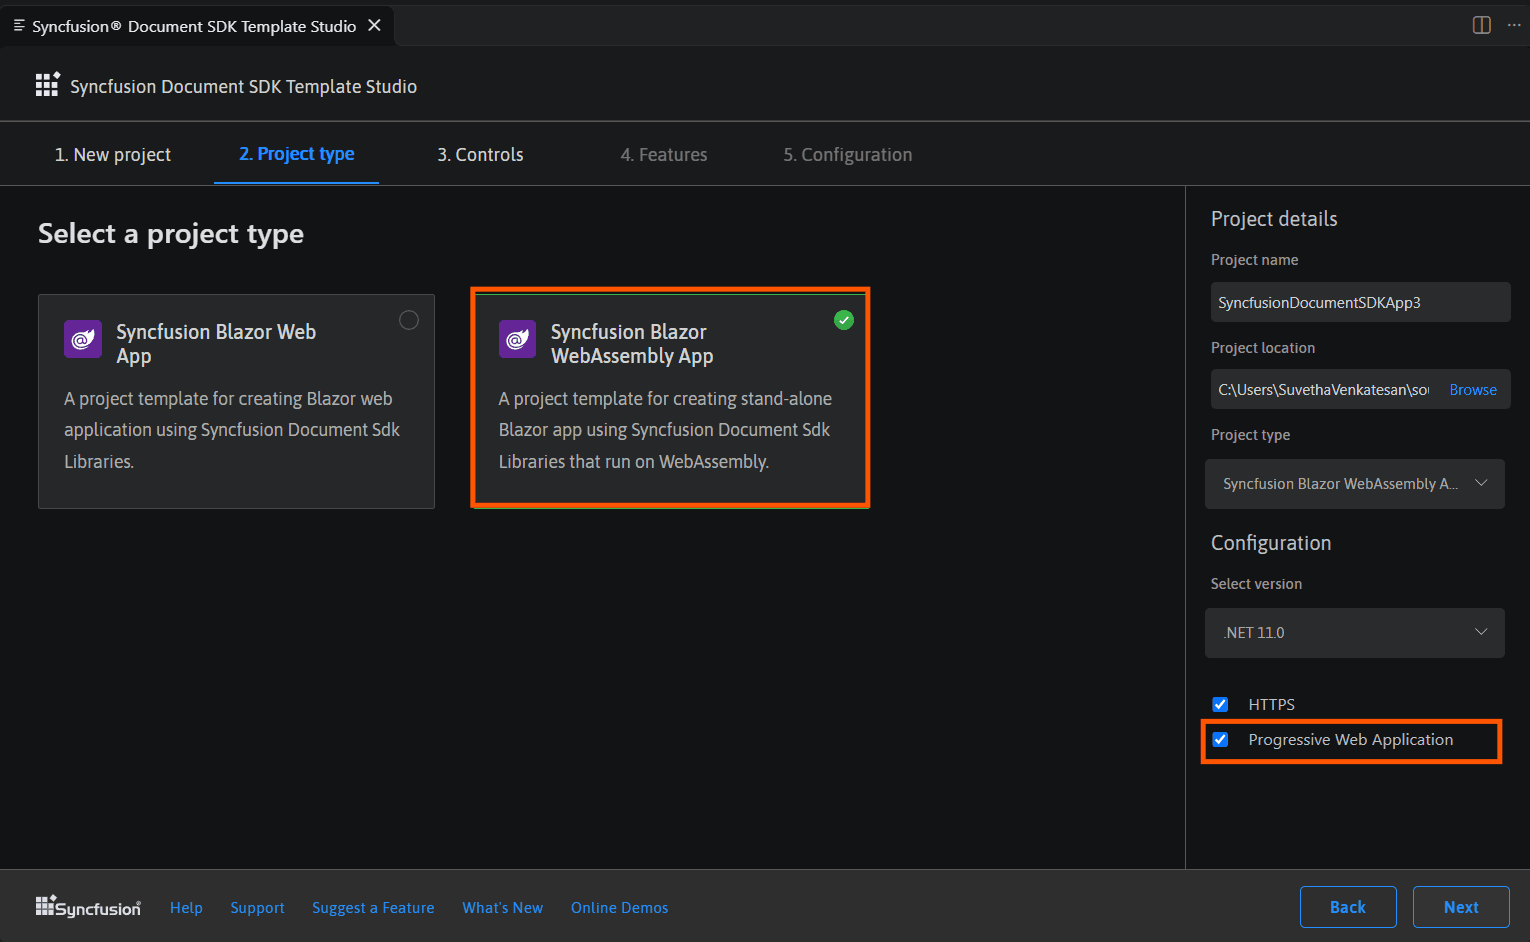 Syncfusion® Document SDK Template Studio
Syncfusion Document SDK Template Studio
1. New project
2. Project type
3. Controls
4. Features
5. Configuration
Select a project type
Syncfusion Blazor Web
App
A project template for creating Blazor web
application using Syncfusion Document Sdk
Libraries.
Syncfusion Blazor
WebAssembly App
A project template for creating stand-alone
Blazor app using Syncfusion Document Sdk
Libraries that run on WebAssembly.
Project details
Project name
SyncfusionDocumentSDKApp3
Project location
C:\Users\SuvethaVenkatesan\sou Browse
Project type
Syncfusion Blazor WebAssembly A...
Configuration
Select version
.NET 11.0
HTTPS
Progressive Web Application
Syncfusion®
Help
Support
Suggest a Feature
What's New
Online Demos
Back
Next